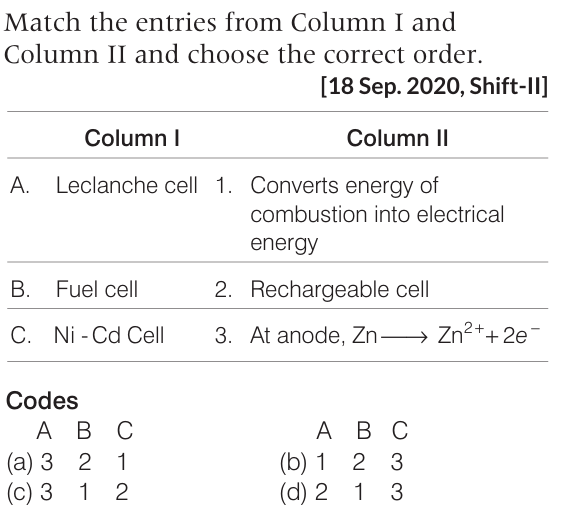 Match the entries from Column I and
Column II and choose the correct order.
[18 Sep. 2020, Shift-II]
Column I Column II
A. Leclanche cell 1. Converts energy of
combustion into electrical
energy
B. Fuel cell 2. Rechargeable cell
C. Ni - Cd Cell 3. At anode, Zn ⟶ Zn²⁺ + 2e⁻
Codes
A B C A B C
(a) 3 2 1 (b) 1 2 3
(c) 3 1 2 (d) 2 1 3